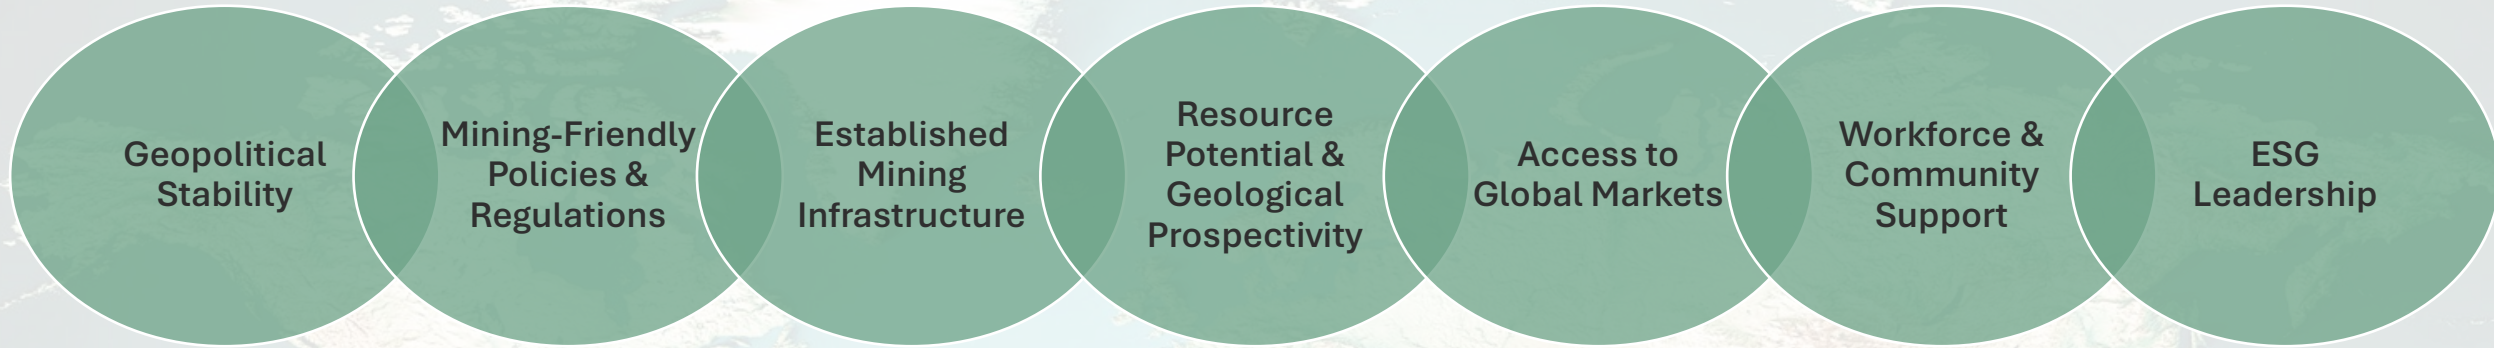 Geopolitical
Stability
Mining-Friendly
Policies &
Regulations
Established
Mining
Infrastructure
Resource
Potential &
Geological
Prospectivity
Access to
Global Markets
Workforce &
Community
Support
ESG
Leadership